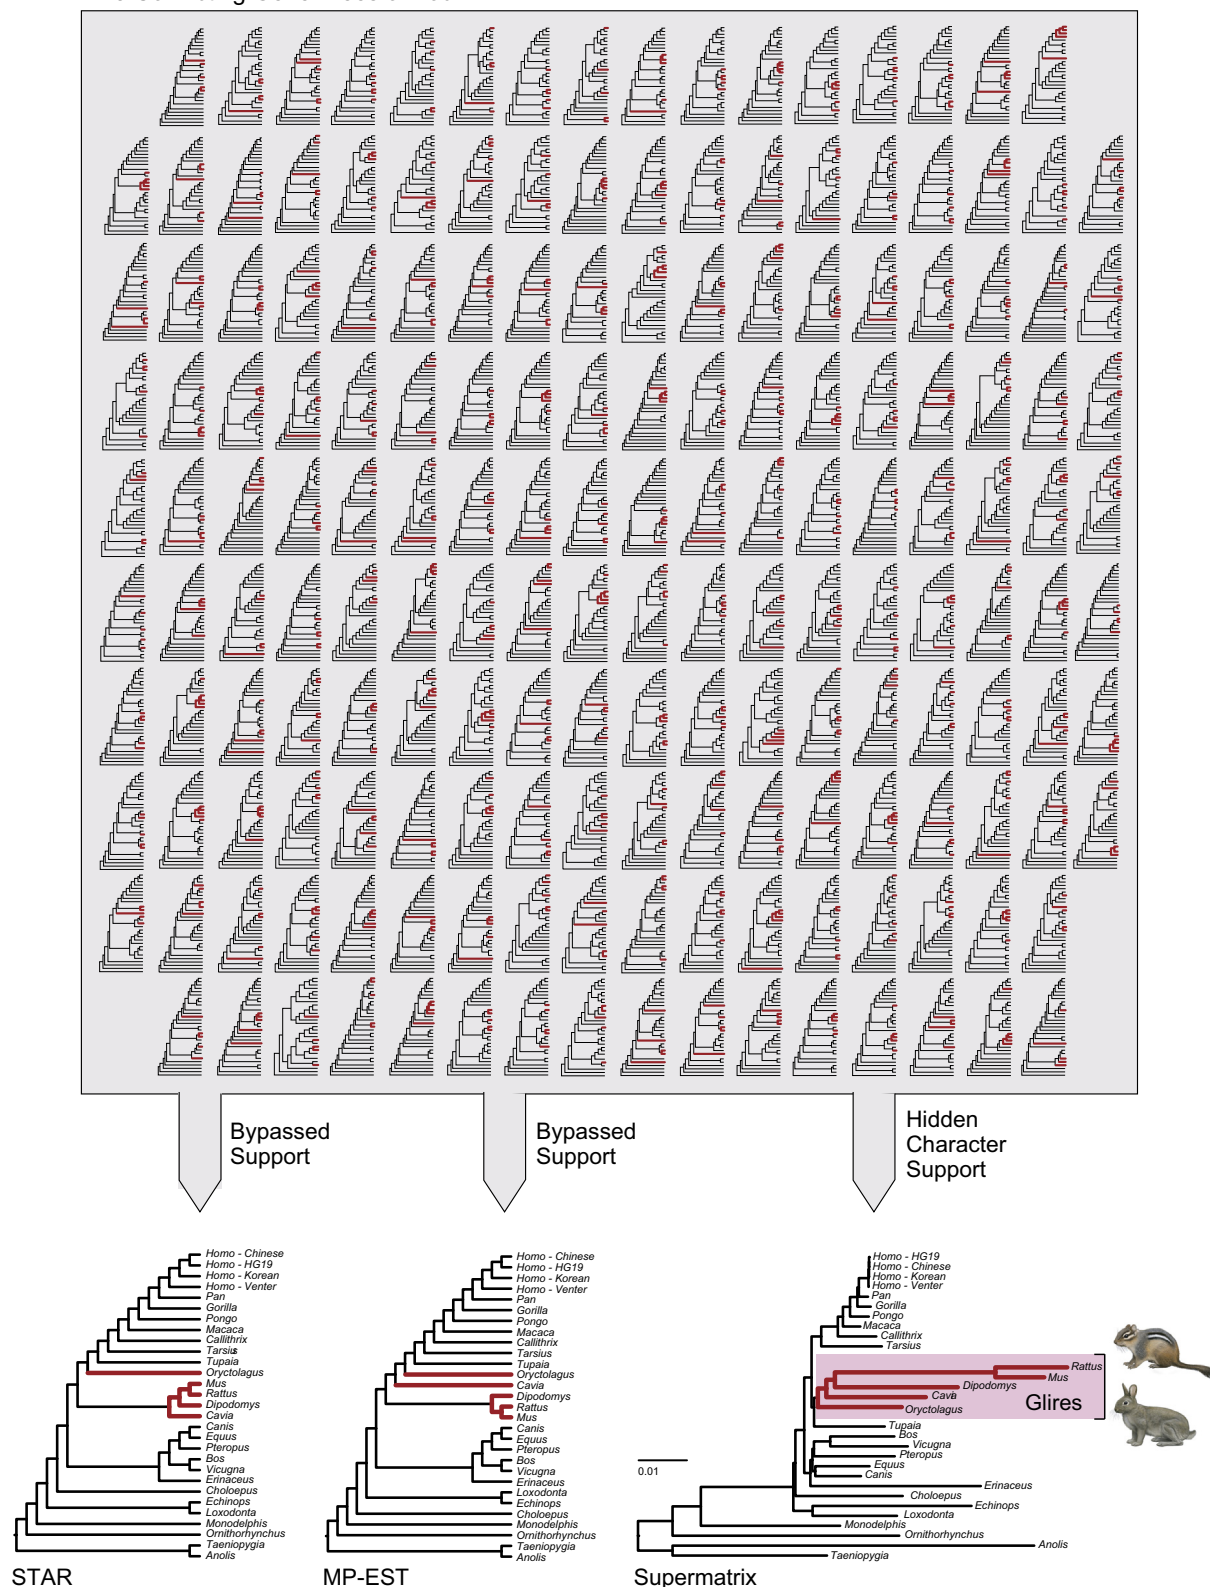 Bypassed
Support
Bypassed
Support
Hidden
Character
Support
Homo - Chinese
Homo - HG19
Homo - Korean
Homo - Venter
Pan
Gorilla
Pongo
Macaca
Callithrix
Tarsius
Tupaia
Oryctolagus
Mus
Rattus
Dipodomys
Cavia
Canis
Equus
Pteropus
Bos
Vicugna
Erinaceus
Choloepus
Echinops
Loxodonta
Monodelphis
Ornithorhynchus
Taeniopygia
Anolis
STAR
Homo - Chinese
Homo - HG19
Homo - Korean
Homo - Venter
Pan
Gorilla
Pongo
Macaca
Callithrix
Tarsius
Tupaia
Oryctolagus
Cavia
Dipodomys
Rattus
Mus
Canis
Equus
Pteropus
Bos
Vicugna
Erinaceus
Loxodonta
Echinops
Choloepus
Monodelphis
Ornithorhynchus
Taeniopygia
Anolis
MP-EST
Homo - HG19
Homo - Chinese
Homo - Korean
Homo - Venter
Pan
Gorilla
Pongo
Macaca
Callithrix
Tarsius
Rattus
Mus
Dipodomys
Cavia
Oryctolagus
Glires
Tupaia
Bos
Vicugna
Pteropus
Equus
Canis
Erinaceus
Choloepus
Echinops
Loxodonta
Monodelphis
Ornithorhynchus
Anolis
Taeniopygia
0.01
Supermatrix